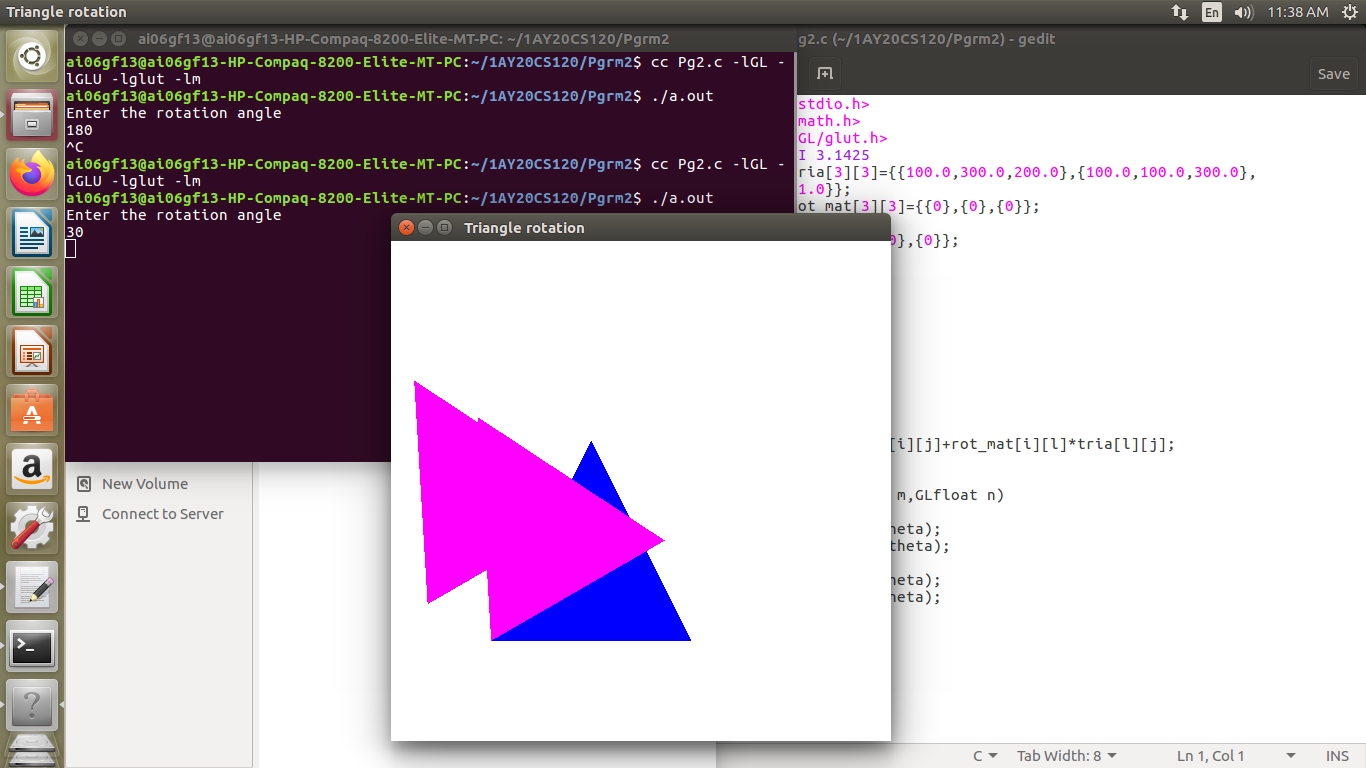 Triangle rotation
En
11:38 AM
ai06gf13@ai06gf13-HP-Compaq-8200-Elite-MT-PC: ~/1AY20CS120/Pgrm2
ai06gf13@ai06gf13-HP-Compaq-8200-Elite-MT-PC:~/1AY20CS120/Pgrm2$ cc Pg2.c -lGL -
lGLU -lglut -lm
ai06gf13@ai06gf13-HP-Compaq-8200-Elite-MT-PC:~/1AY20CS120/Pgrm2$ ./a.out
Enter the rotation angle
180
^C
ai06gf13@ai06gf13-HP-Compaq-8200-Elite-MT-PC:~/1AY20CS120/Pgrm2$ cc Pg2.c -lGL -
lGLU -lglut -lm
ai06gf13@ai06gf13-HP-Compaq-8200-Elite-MT-PC:~/1AY20CS120/Pgrm2$ ./a.out
Enter the rotation angle
30
g2.c (~/1AY20CS120/Pgrm2) - gedit
Save
stdio.h>
math.h>
GL/glut.h>
I 3.1425
ria[3][3]={{100.0,300.0,200.0},{100.0,100.0,300.0},
1.0}};
ot_mat[3][3]={{0},{0},{0}};
0},{0}};
[i][j]+rot_mat[i][l]*tria[l][j];
m,GLfloat n)
heta);
theta);
heta);
heta);
Triangle rotation
New Volume
Connect to Server
C
Tab Width: 8
Ln 1, Col 1
INS